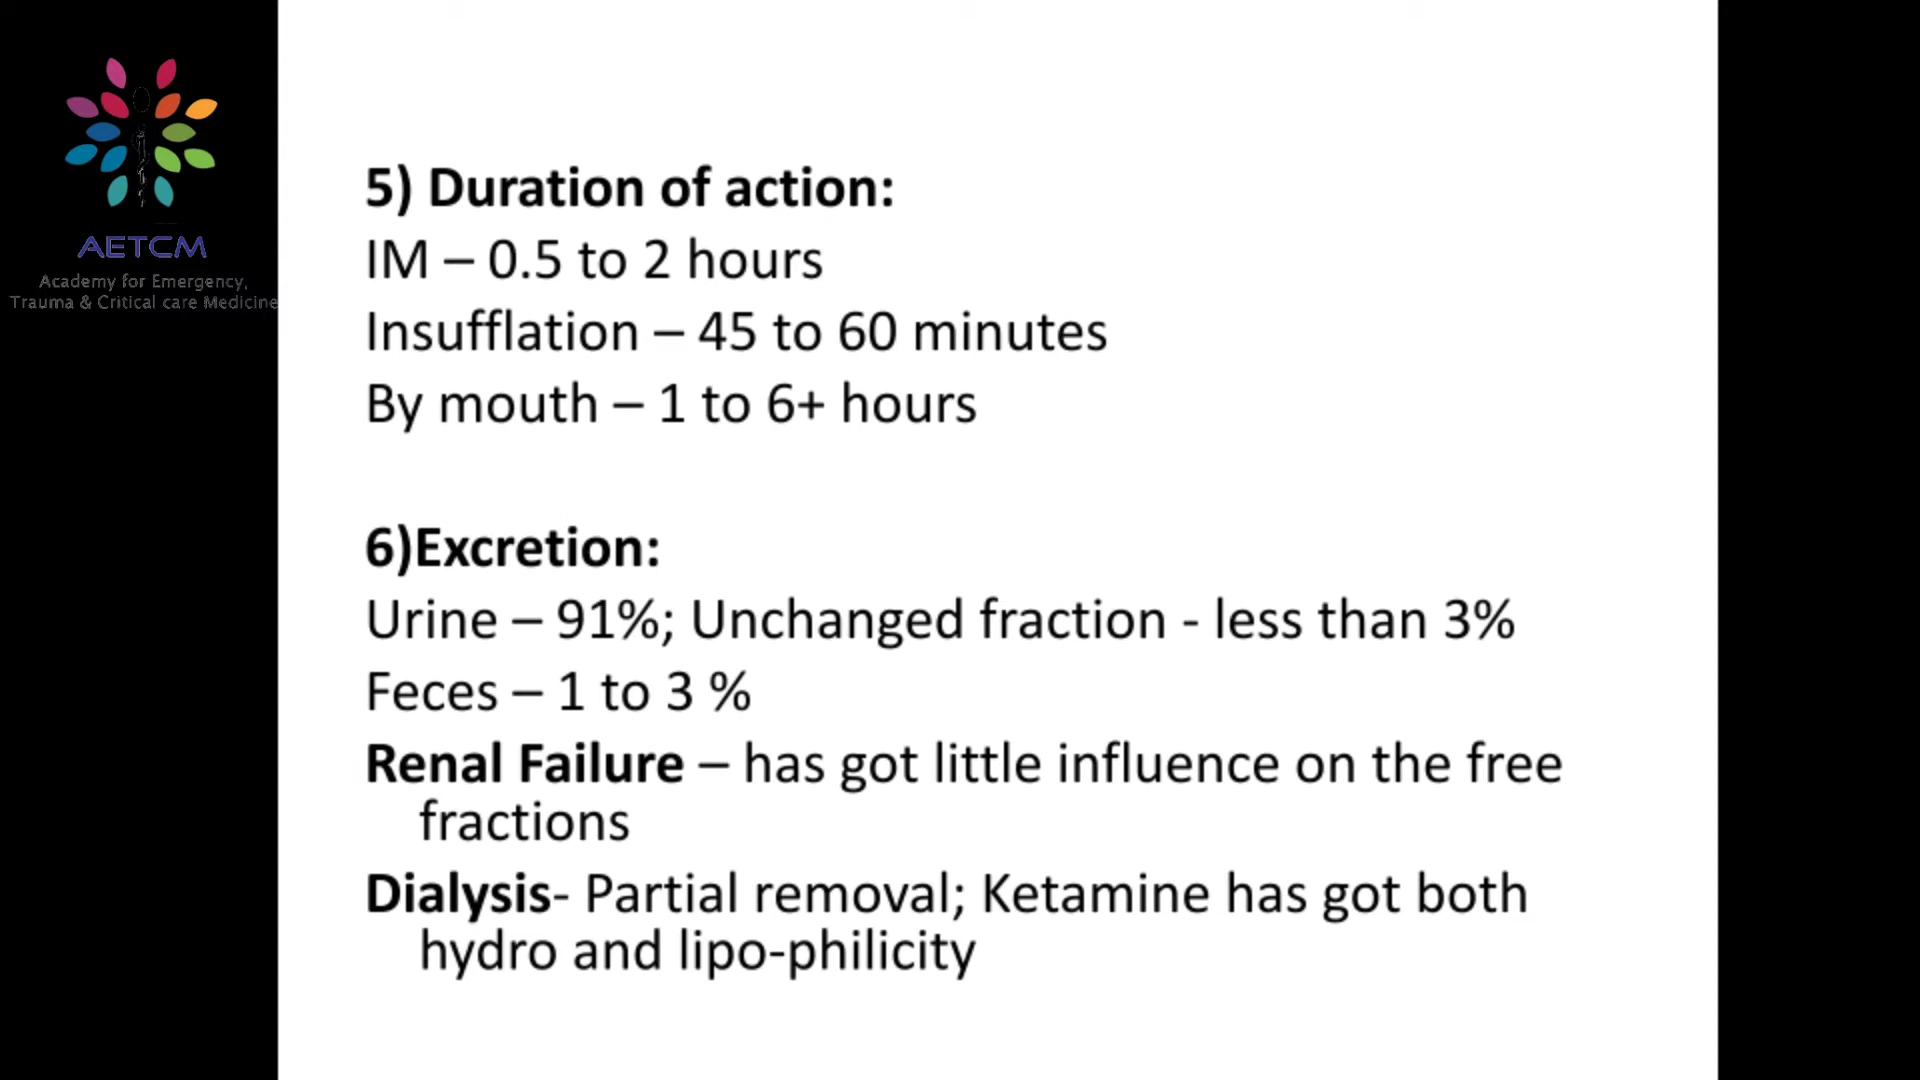 AETCM
Academy for Emergency,
Trauma & Critical care Medicine
5) Duration of action:
IM – 0.5 to 2 hours
Insufflation – 45 to 60 minutes
By mouth – 1 to 6+ hours
6)Excretion:
Urine – 91%; Unchanged fraction - less than 3%
Feces – 1 to 3 %
Renal Failure – has got little influence on the free
fractions
Dialysis- Partial removal; Ketamine has got both
hydro and lipo-philicity